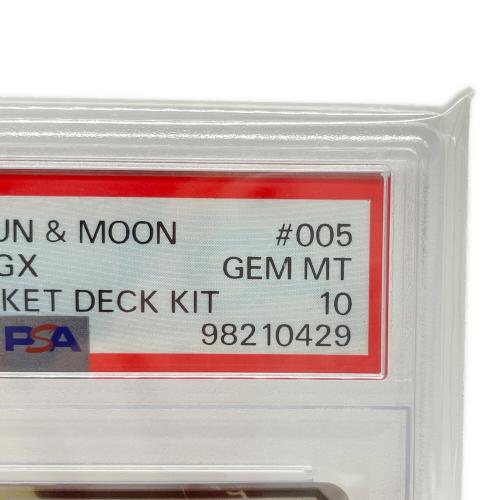 UN & MOON #005
GX GEM MT
KET DECK KIT 10
PSA 98210429